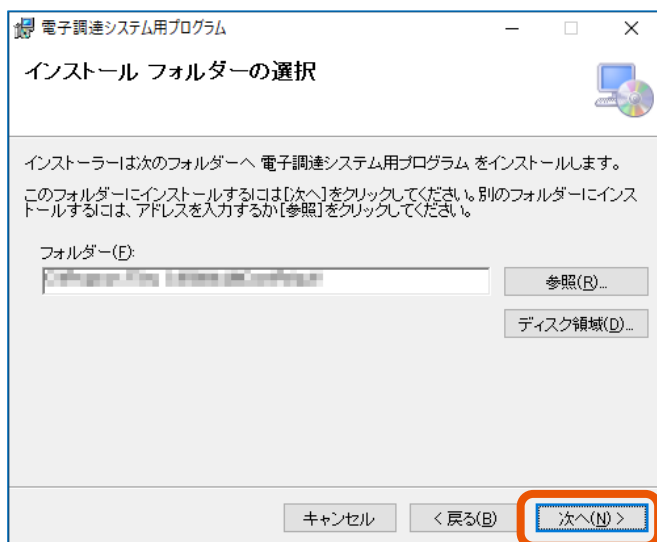 電子調達システム用プログラム
インストール フォルダーの選択
インストーラーは次のフォルダーへ 電子調達システム用プログラム をインストールします。
このフォルダーにインストールするには[次へ]をクリックしてください。別のフォルダーにインス
トールするには、アドレスを入力するか[参照]をクリックしてください。
フォルダー(F):
参照(R)...
ディスク領域(D)...
キャンセル
< 戻る(B)
次へ(N) >